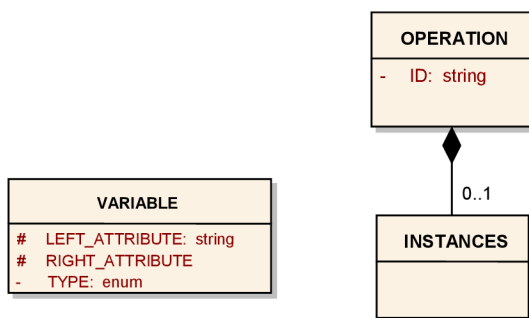 OPERATION
- ID: string
0..1
INSTANCES
VARIABLE
# LEFT_ATTRIBUTE: string
# RIGHT_ATTRIBUTE
- TYPE: enum